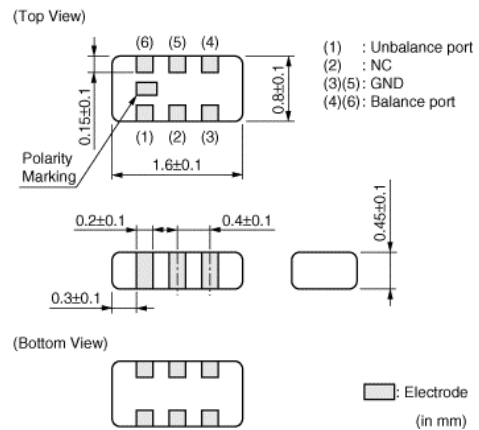 (Top View)
(6) (5) (4)
(1) : Unbalance port
(2) : NC
(3)(5): GND
(4)(6): Balance port
0.15±0.1
0.8±0.1
(1) (2) (3)
Polarity
Marking
1.6±0.1
0.2±0.1
0.4±0.1
0.45±0.1
0.3±0.1
(Bottom View)
: Electrode
(in mm)